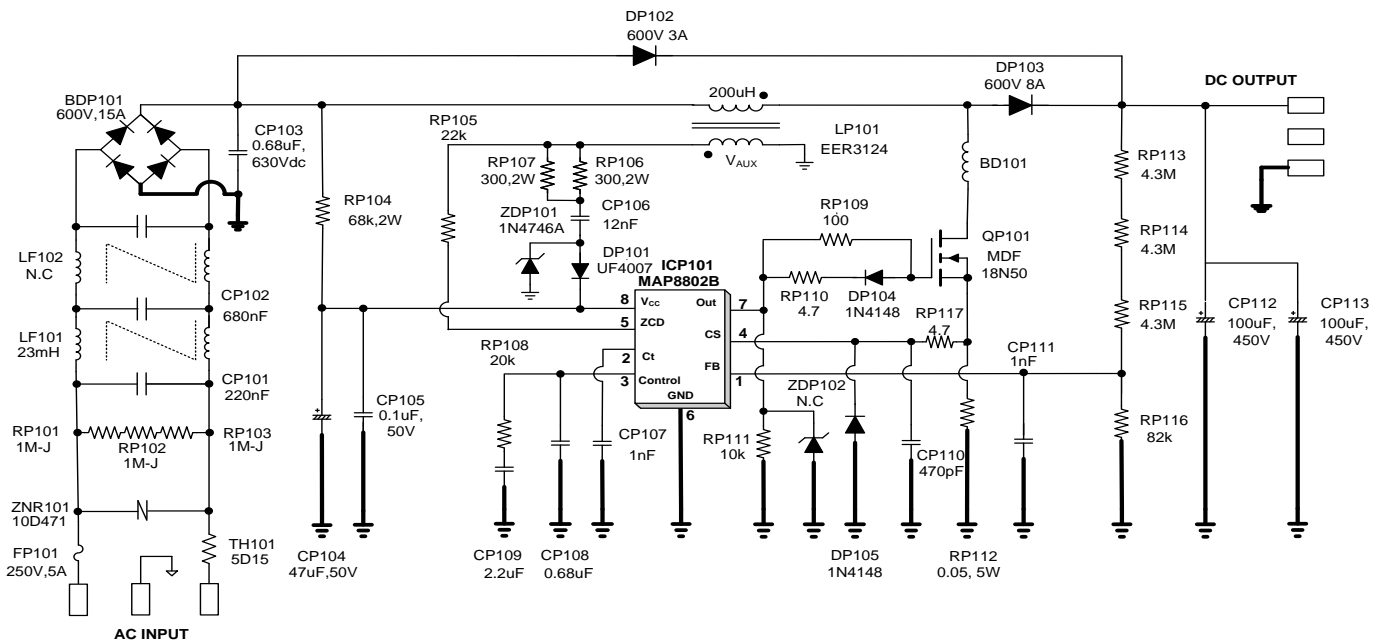 DP102
600V 3A
DP103
600V 8A
DC OUTPUT
BDP101
600V,15A
CP103
0.68uF,
630Vdc
200uH
LP101
EER3124
VAUX
RP105
22k
RP107
300,2W
RP106
300,2W
CP106
12nF
ZDP101
1N4746A
DP101
UF4007
RP104
68k,2W
BD101
RP113
4.3M
RP114
4.3M
RP115
4.3M
RP116
82k
RP109
100
RP110
4.7
DP104
1N4148
QP101
MDF
18N50
RP117
4.7
ICP101
MAP8802B
8
VCC
5
ZCD
2
Ct
3
Control
GND
6
Out
7
CS
4
FB
1
LF102
N.C
CP102
680nF
LF101
23mH
CP101
220nF
RP101
1M-J
RP102
1M-J
RP103
1M-J
ZNR101
10D471
FP101
250V,5A
TH101
5D15
AC INPUT
CP104
47uF,50V
CP105
0.1uF,
50V
RP108
20k
CP109
2.2uF
CP108
0.68uF
CP107
1nF
RP111
10k
ZDP102
N.C
DP105
1N4148
CP110
470pF
RP112
0.05, 5W
CP111
1nF
CP112
100uF,
450V
CP113
100uF,
450V
+
+
+